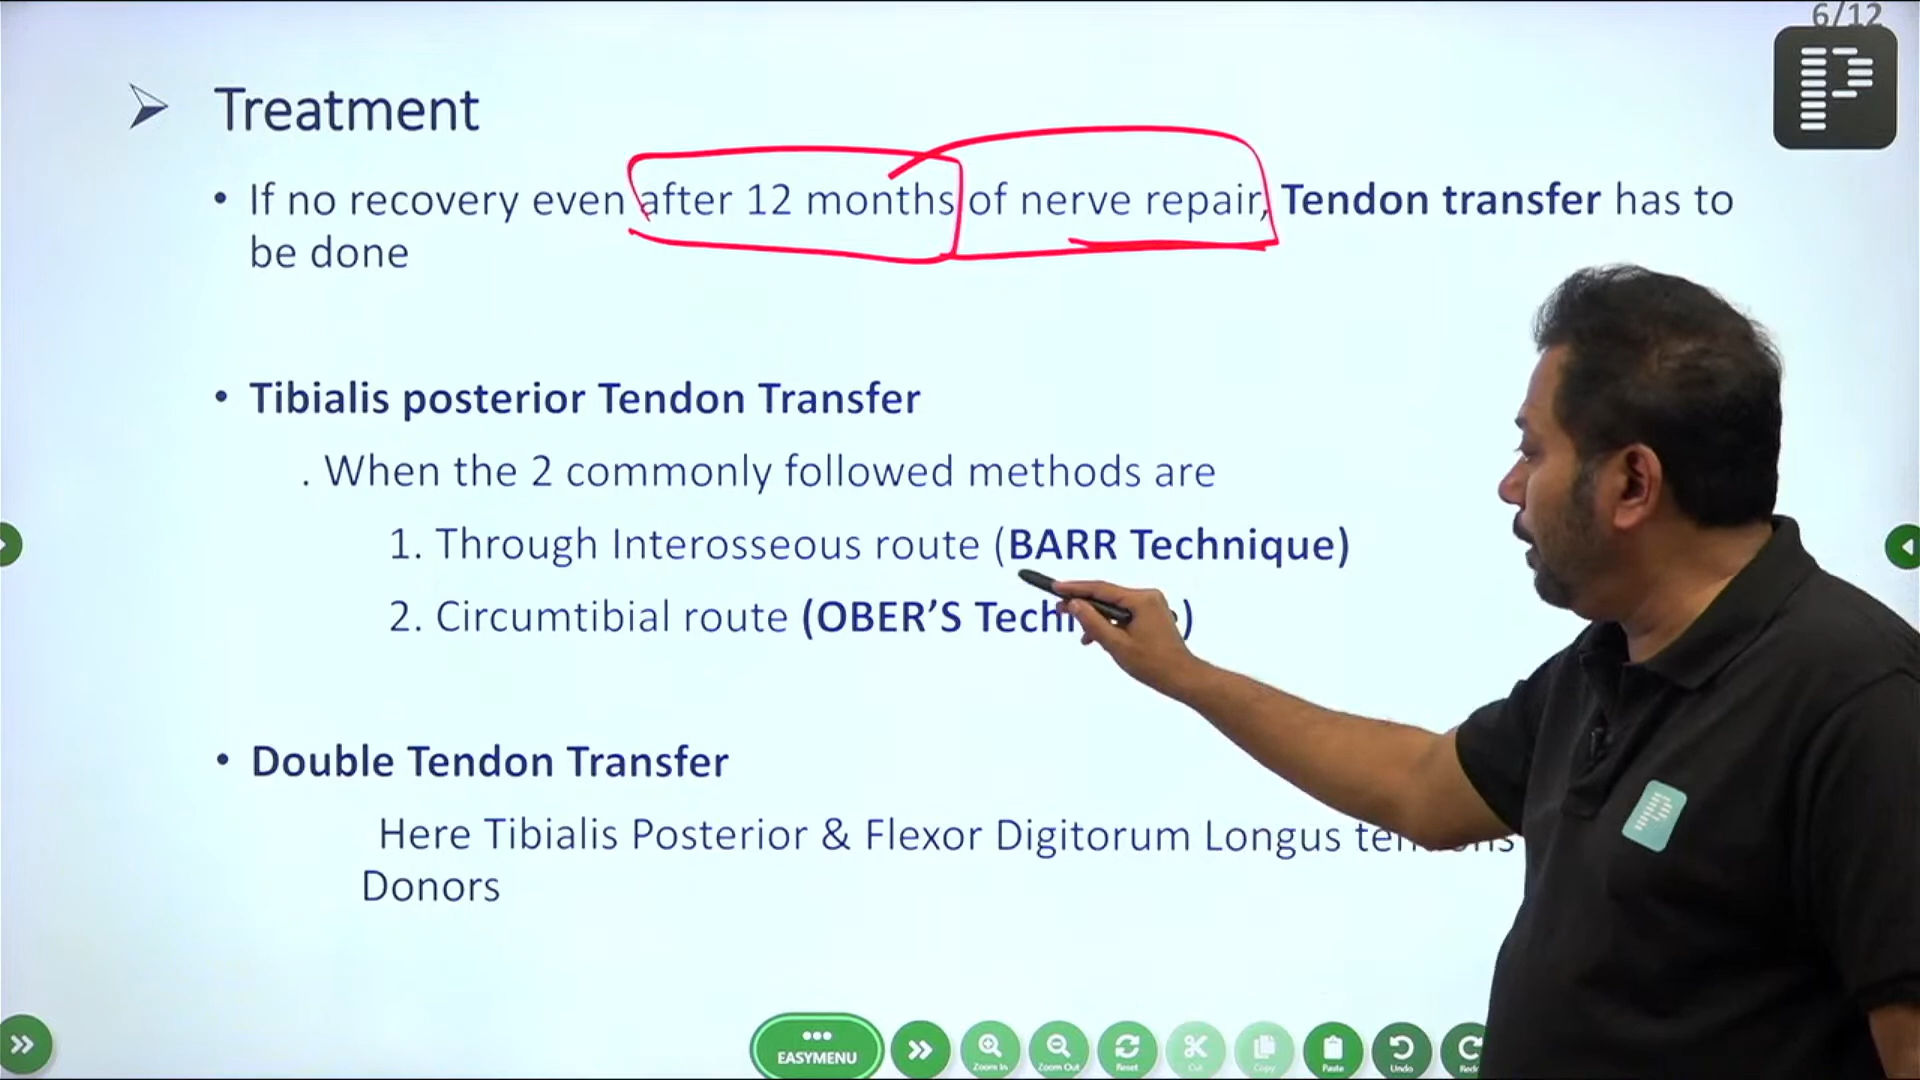 6/12
Treatment
• If no recovery even after 12 months of nerve repair, Tendon transfer has to
be done
• Tibialis posterior Tendon Transfer
. When the 2 commonly followed methods are
1. Through Interosseous route (BARR Technique)
2. Circumtibial route (OBER’S Tech )
• Double Tendon Transfer
Here Tibialis Posterior & Flexor Digitorum Longus
Donors
EASYMENU
Zoom In
Zoom Out
Reset
Cut
Copy
Paste
Undo